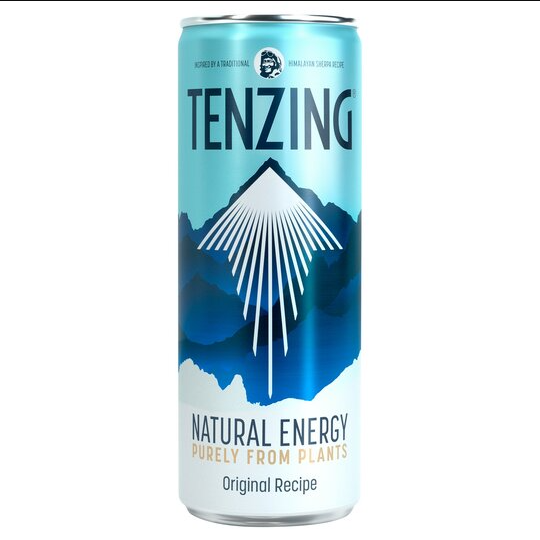 INSPIRED BY A TRADITIONAL HIMALAYAN SHERPA RECIPE
TENZING®
NATURAL ENERGY
PURELY FROM PLANTS
Original Recipe